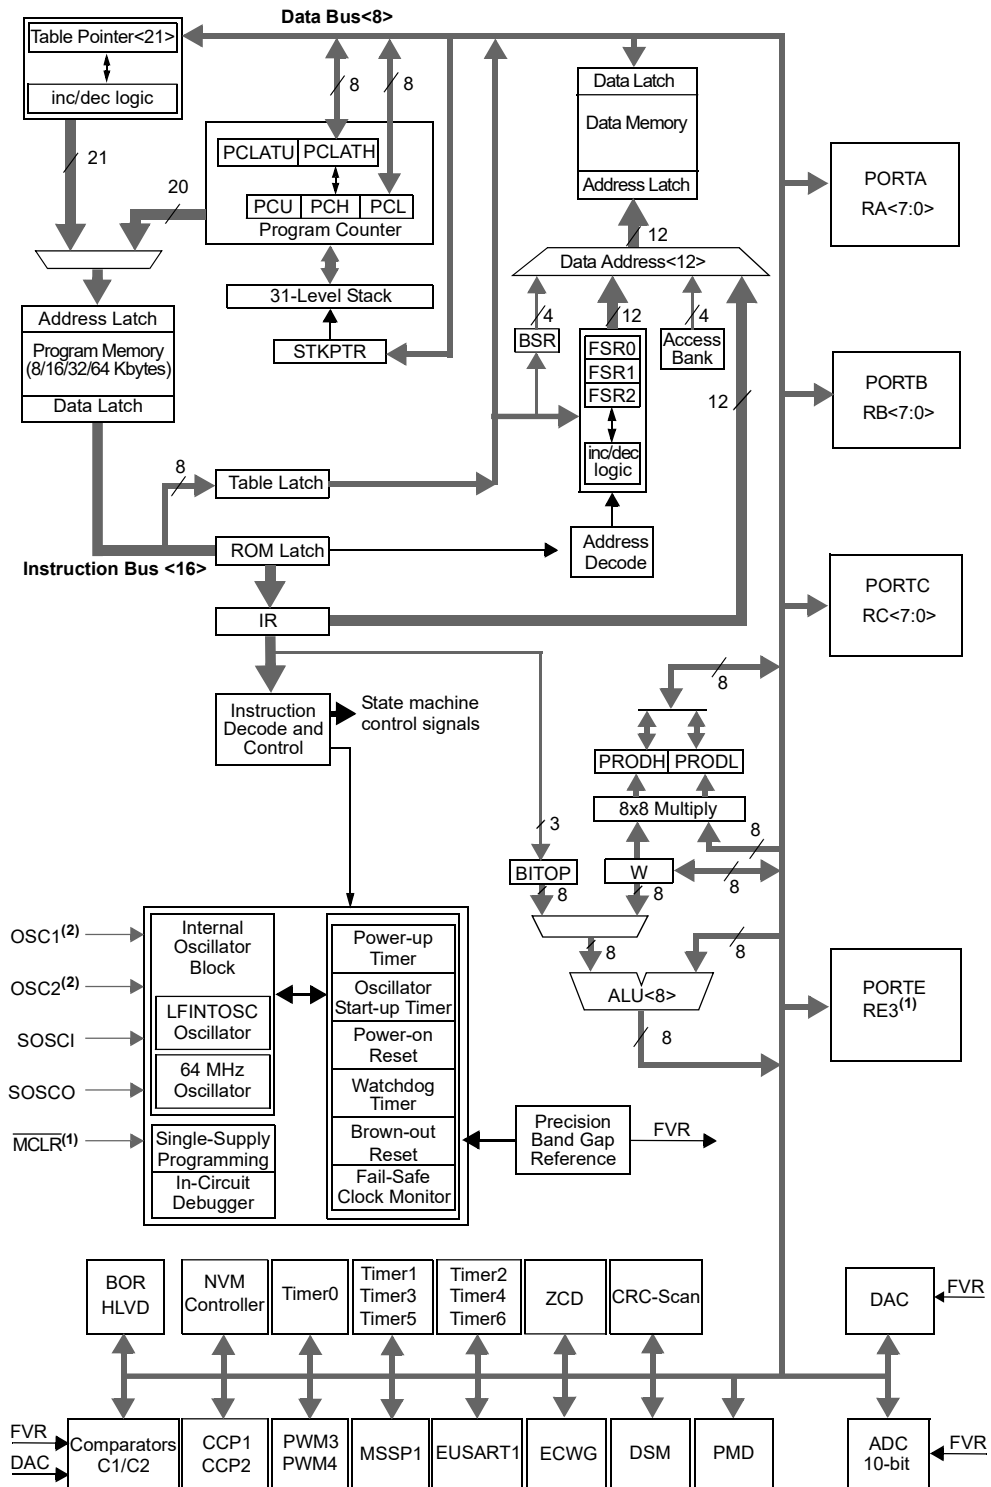 Data Bus<8>
Table Pointer<21>
inc/dec logic
21
20
8
8
PCLATU PCLATH
PCU PCH PCL
Program Counter
31-Level Stack
STKPTR
Data Latch
Data Memory
Address Latch
12
Data Address<12>
4
12
4
BSR
FSR0
FSR1
FSR2
inc/dec
logic
Access
Bank
12
Address Latch
Program Memory
(8/16/32/64 Kbytes)
Data Latch
8
Table Latch
ROM Latch
Instruction Bus <16>
Address
Decode
IR
Instruction
Decode and
Control
State machine
control signals
PORTA
RA<7:0>
PORTB
RB<7:0>
PORTC
RC<7:0>
8
PRODH PRODL
8x8 Multiply
3
8
BITOP
W
8
8
8
8
8
ALU<8>
8
PORTE
RE3(1)
OSC1(2)
OSC2(2)
SOSCI
SOSCO
MCLR(1)
Internal
Oscillator
Block
LFINTOSC
Oscillator
64 MHz
Oscillator
Single-Supply
Programming
In-Circuit
Debugger
Power-up
Timer
Oscillator
Start-up Timer
Power-on
Reset
Watchdog
Timer
Brown-out
Reset
Fail-Safe
Clock Monitor
Precision
Band Gap
Reference
FVR
BOR
HLVD
NVM
Controller
Timer0
Timer1
Timer3
Timer5
Timer2
Timer4
Timer6
ZCD
CRC-Scan
DAC
FVR
FVR
DAC
Comparators
C1/C2
CCP1
CCP2
PWM3
PWM4
MSSP1
EUSART1
ECWG
DSM
PMD
ADC
10-bit
FVR